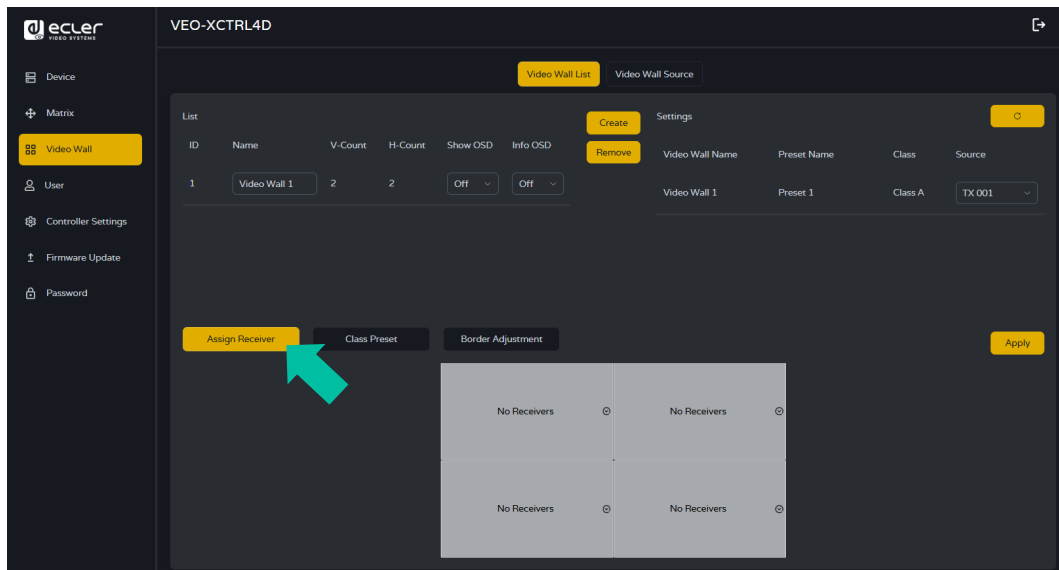 ecler
VIDEO SYSTEMS
VEO-XCTRL4D
Device
Matrix
Video Wall
User
Controller Settings
Firmware Update
Password
Video Wall List
Video Wall Source
List
Create
Remove
ID Name V-Count H-Count Show OSD Info OSD
1 Video Wall 1 2 2 Off Off
Settings
Video Wall Name Preset Name Class Source
Video Wall 1 Preset 1 Class A TX 001
Assign Receiver
Class Preset
Border Adjustment
Apply
No Receivers
No Receivers
No Receivers
No Receivers